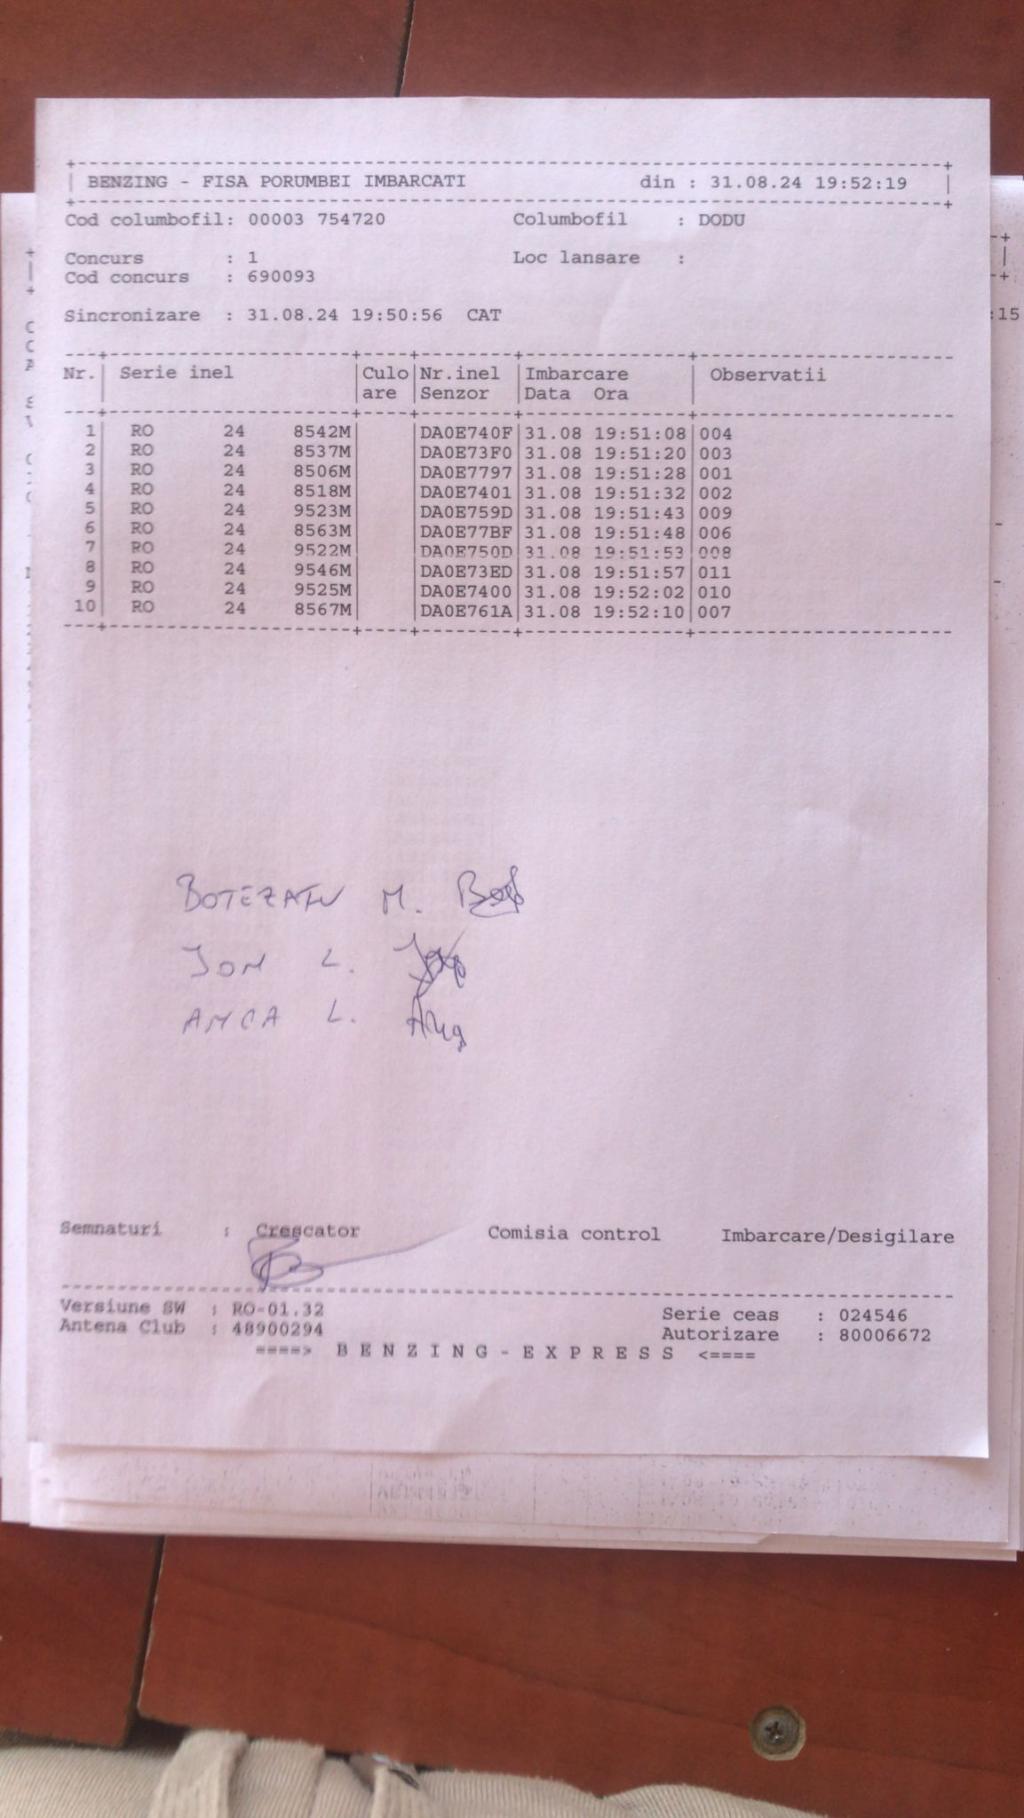 BENZING - FISA PORUMBEI IMBARCATI din : 31.08.24 19:52:19
Cod columbofil: 00003 754720 Columbofil : DODU
Concurs : 1 Loc lansare :
Cod concurs : 690093
Sincronizare : 31.08.24 19:50:56 CAT
:15
Nr. Serie inel Culo Nr.inel Imbarcare Observatii
are Senzor Data Ora
1 RO 24 8542M DA0E740F 31.08 19:51:08 004
2 RO 24 8537M DA0E73F0 31.08 19:51:20 003
3 RO 24 8506M DA0E7797 31.08 19:51:28 001
4 RO 24 8518M DA0E7401 31.08 19:51:32 002
5 RO 24 9523M DA0E759D 31.08 19:51:43 009
6 RO 24 8563M DA0E77BF 31.08 19:51:48 006
7 RO 24 9522M DA0E750D 31.08 19:51:53 008
8 RO 24 9546M DA0E73ED 31.08 19:51:57 011
9 RO 24 9525M DA0E7400 31.08 19:52:02 010
10 RO 24 8567M DA0E761A 31.08 19:52:10 007
BOTEZATU M.
ION L.
ANCA L.
Semnaturi : Crescator Comisia control Imbarcare/Desigilare
Versiune SW : RO-01.32 Serie ceas : 024546
Antena Club : 48900294 Autorizare : 80006672
====> BENZING-EXPRESS <====